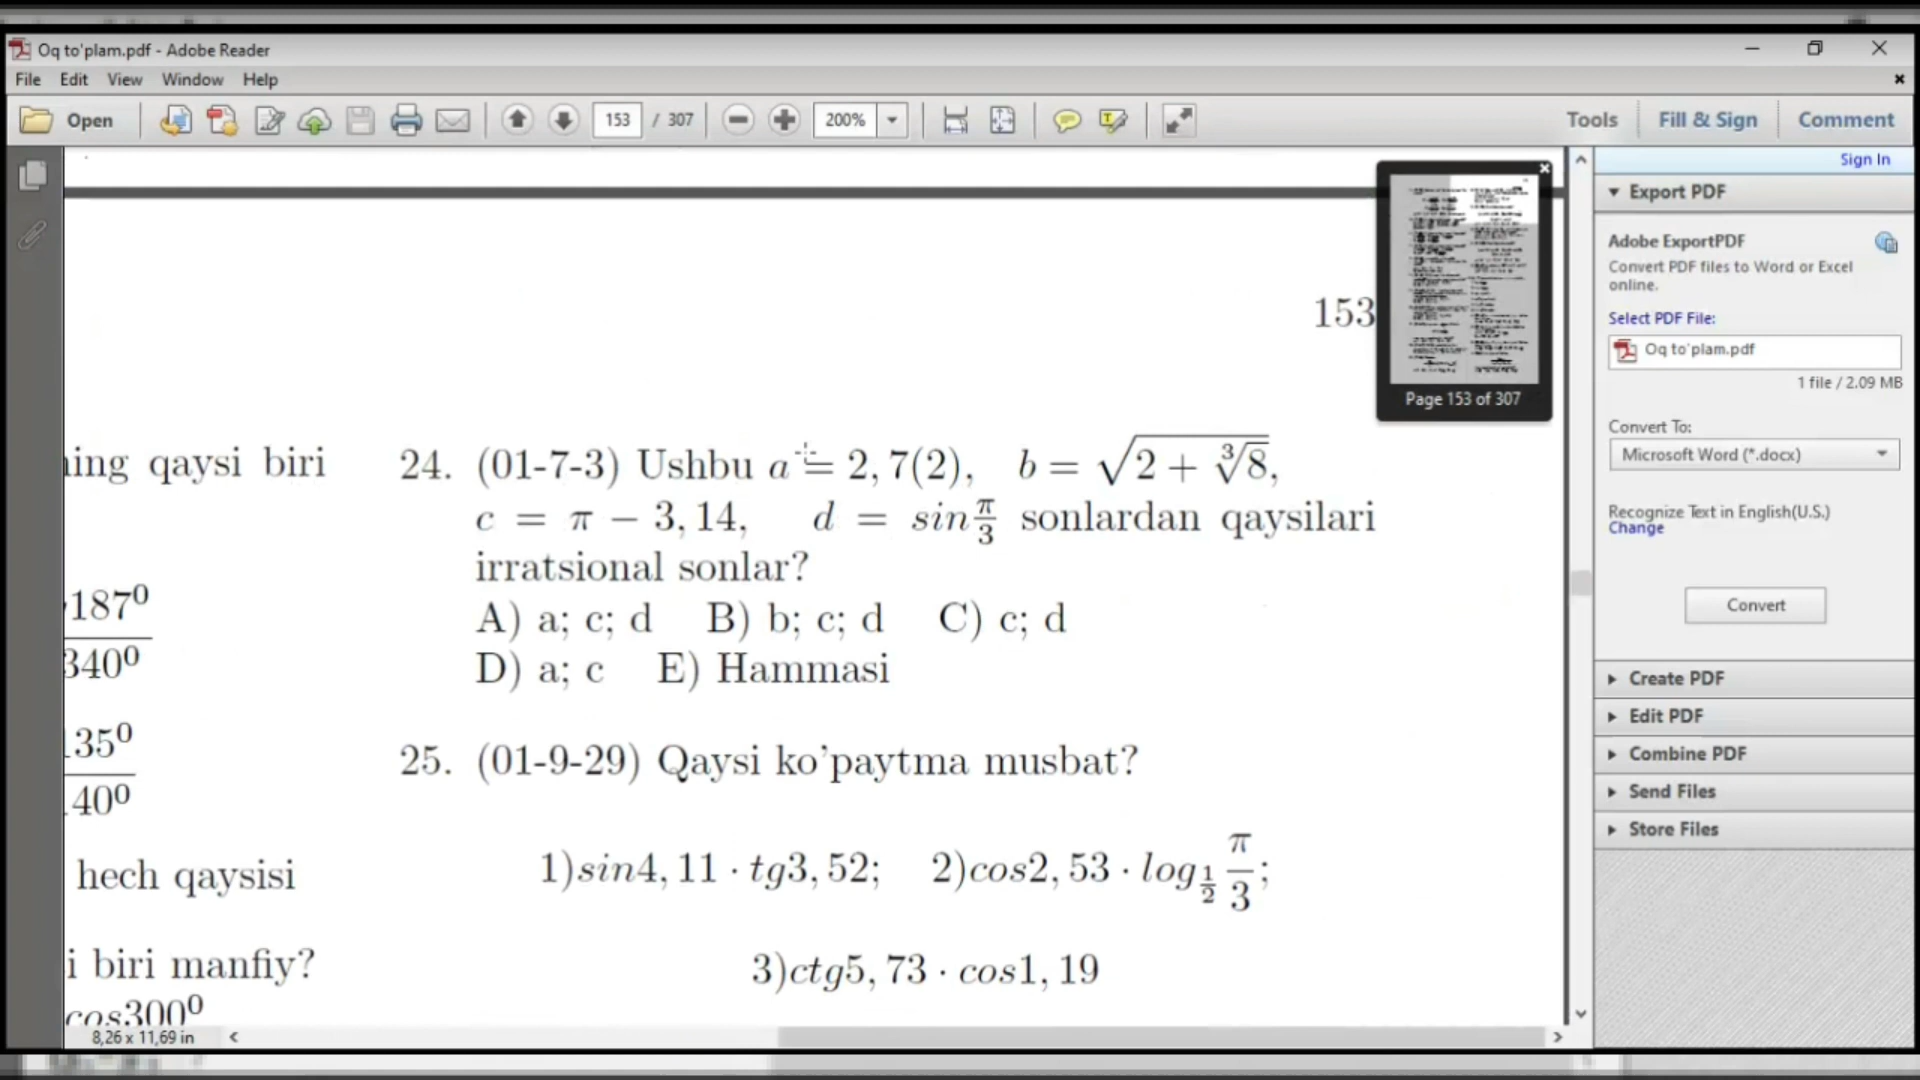 Oq to'plam.pdf - Adobe Reader
File Edit View Window Help
Open 153 / 307 200% Tools Fill & Sign Comment
Sign In
Export PDF
Adobe ExportPDF
Convert PDF files to Word or Excel
online.
Select PDF File:
Oq to'plam.pdf
1 file / 2.09 MB
Convert To:
Microsoft Word (*.docx)
Recognize Text in English(U.S.)
Change
Convert
Create PDF
Edit PDF
Combine PDF
Send Files
Store Files
Page 153 of 307
153
ning qaysi biri
187⁰
340⁰
135⁰
40⁰
hech qaysisi
i biri manfiy?
cos300⁰
24. (01-7-3) Ushbu a = 2, 7(2), b = √(2 + ∛8),
c = π − 3, 14, d = sin π/3 sonlardan qaysilari
irratsional sonlar?
A) a; c; d B) b; c; d C) c; d
D) a; c E) Hammasi
25. (01-9-29) Qaysi ko'paytma musbat?
1)sin4, 11 · tg3, 52; 2)cos2, 53 · log_{1/2} π/3;
3)ctg5, 73 · cos1, 19
8,26 x 11,69 in